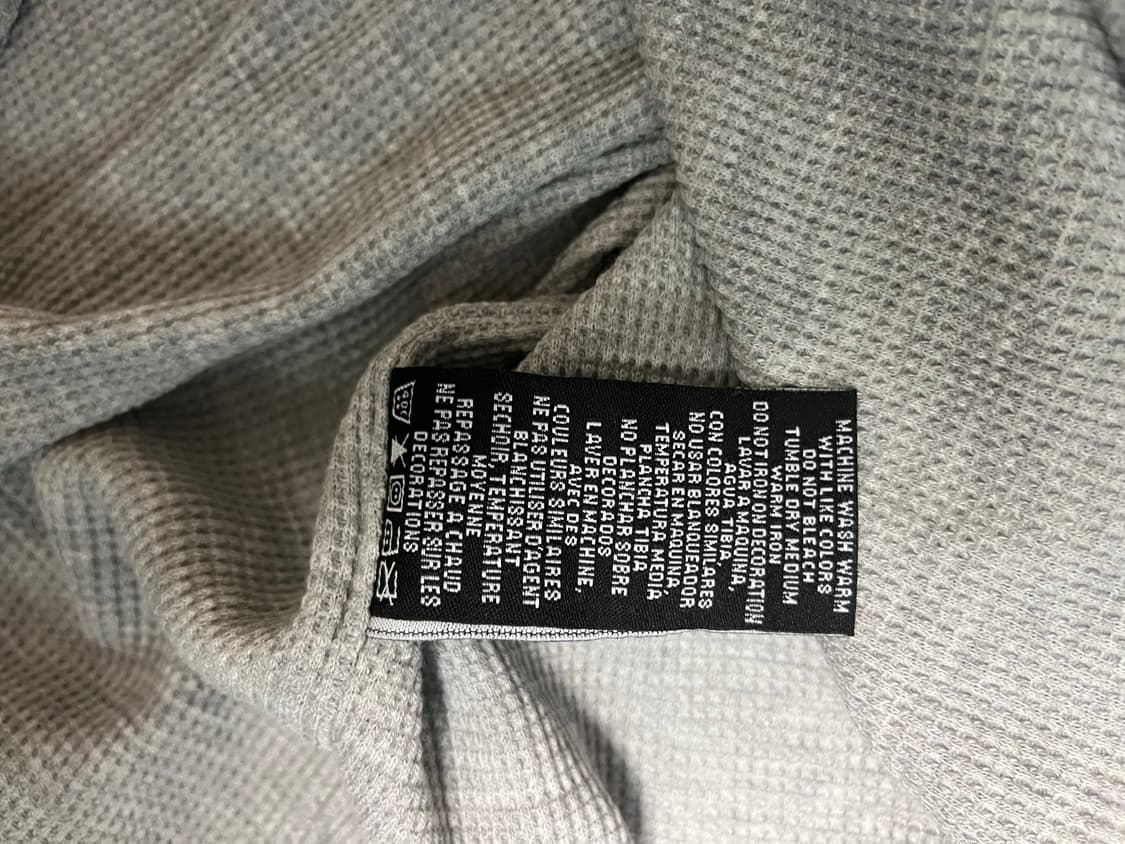 MACHINE WASH WARM
WITH LIKE COLORS
DO NOT BLEACH
TUMBLE DRY MEDIUM
WARM IRON
DO NOT IRON ON DECORATION
LAVAR A MAQUINA,
AGUA TIBIA,
CON COLORES SIMILARES
NO USAR BLANQUEADOR
SECAR EN MAQUINA,
TEMPERATURA MEDIA,
PLANCHA TIBIA
NO PLANCHAR SOBRE
DECORADOS
LAVER EN MACHINE,
AVEC DES
COULEURS SIMILAIRES
NE PAS UTILISER D'AGENT
BLANCHISSANT
SECHOIR, TEMPERATURE
MOYENNE
REPASSAGE A CHAUD
NE PAS REPASSER SUR LES
DECORATIONS
40c